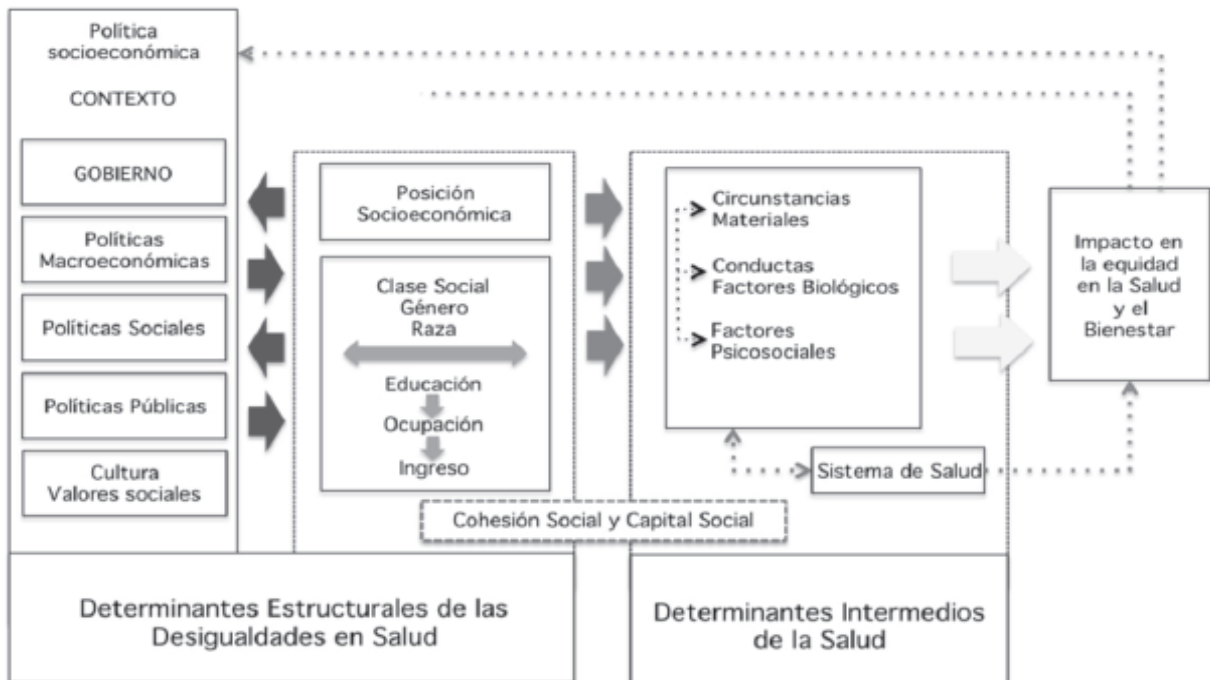 Política
socioeconómica
CONTEXTO
GOBIERNO
Políticas
Macroeconómicas
Políticas Sociales
Políticas Públicas
Cultura
Valores sociales
Posición
Socioeconómica
Clase Social
Género
Raza
Educación
Ocupación
Ingreso
Cohesión Social y Capital Social
Circunstancias
Materiales
Conductas
Factores Biológicos
Factores
Psicosociales
Sistema de Salud
Impacto en
la equidad
en la Salud
y el
Bienestar
Determinantes Estructurales de las
Desigualdades en Salud
Determinantes Intermedios
de la Salud